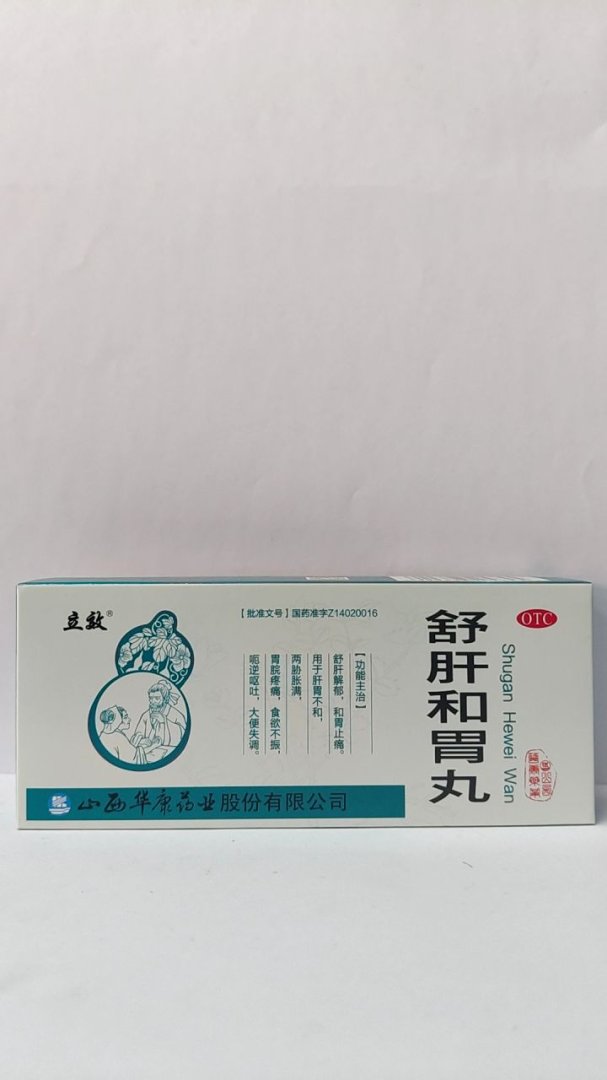 立效®
【批准文号】国药准字Z14020016
【功能主治】
舒肝解郁，和胃止痛。
用于肝胃不和，
两胁胀满，
胃脘疼痛，食欲不振，
呃逆呕吐，大便失调。
舒肝和胃丸
Shugan Hewei Wan
OTC
山西华康药业股份有限公司